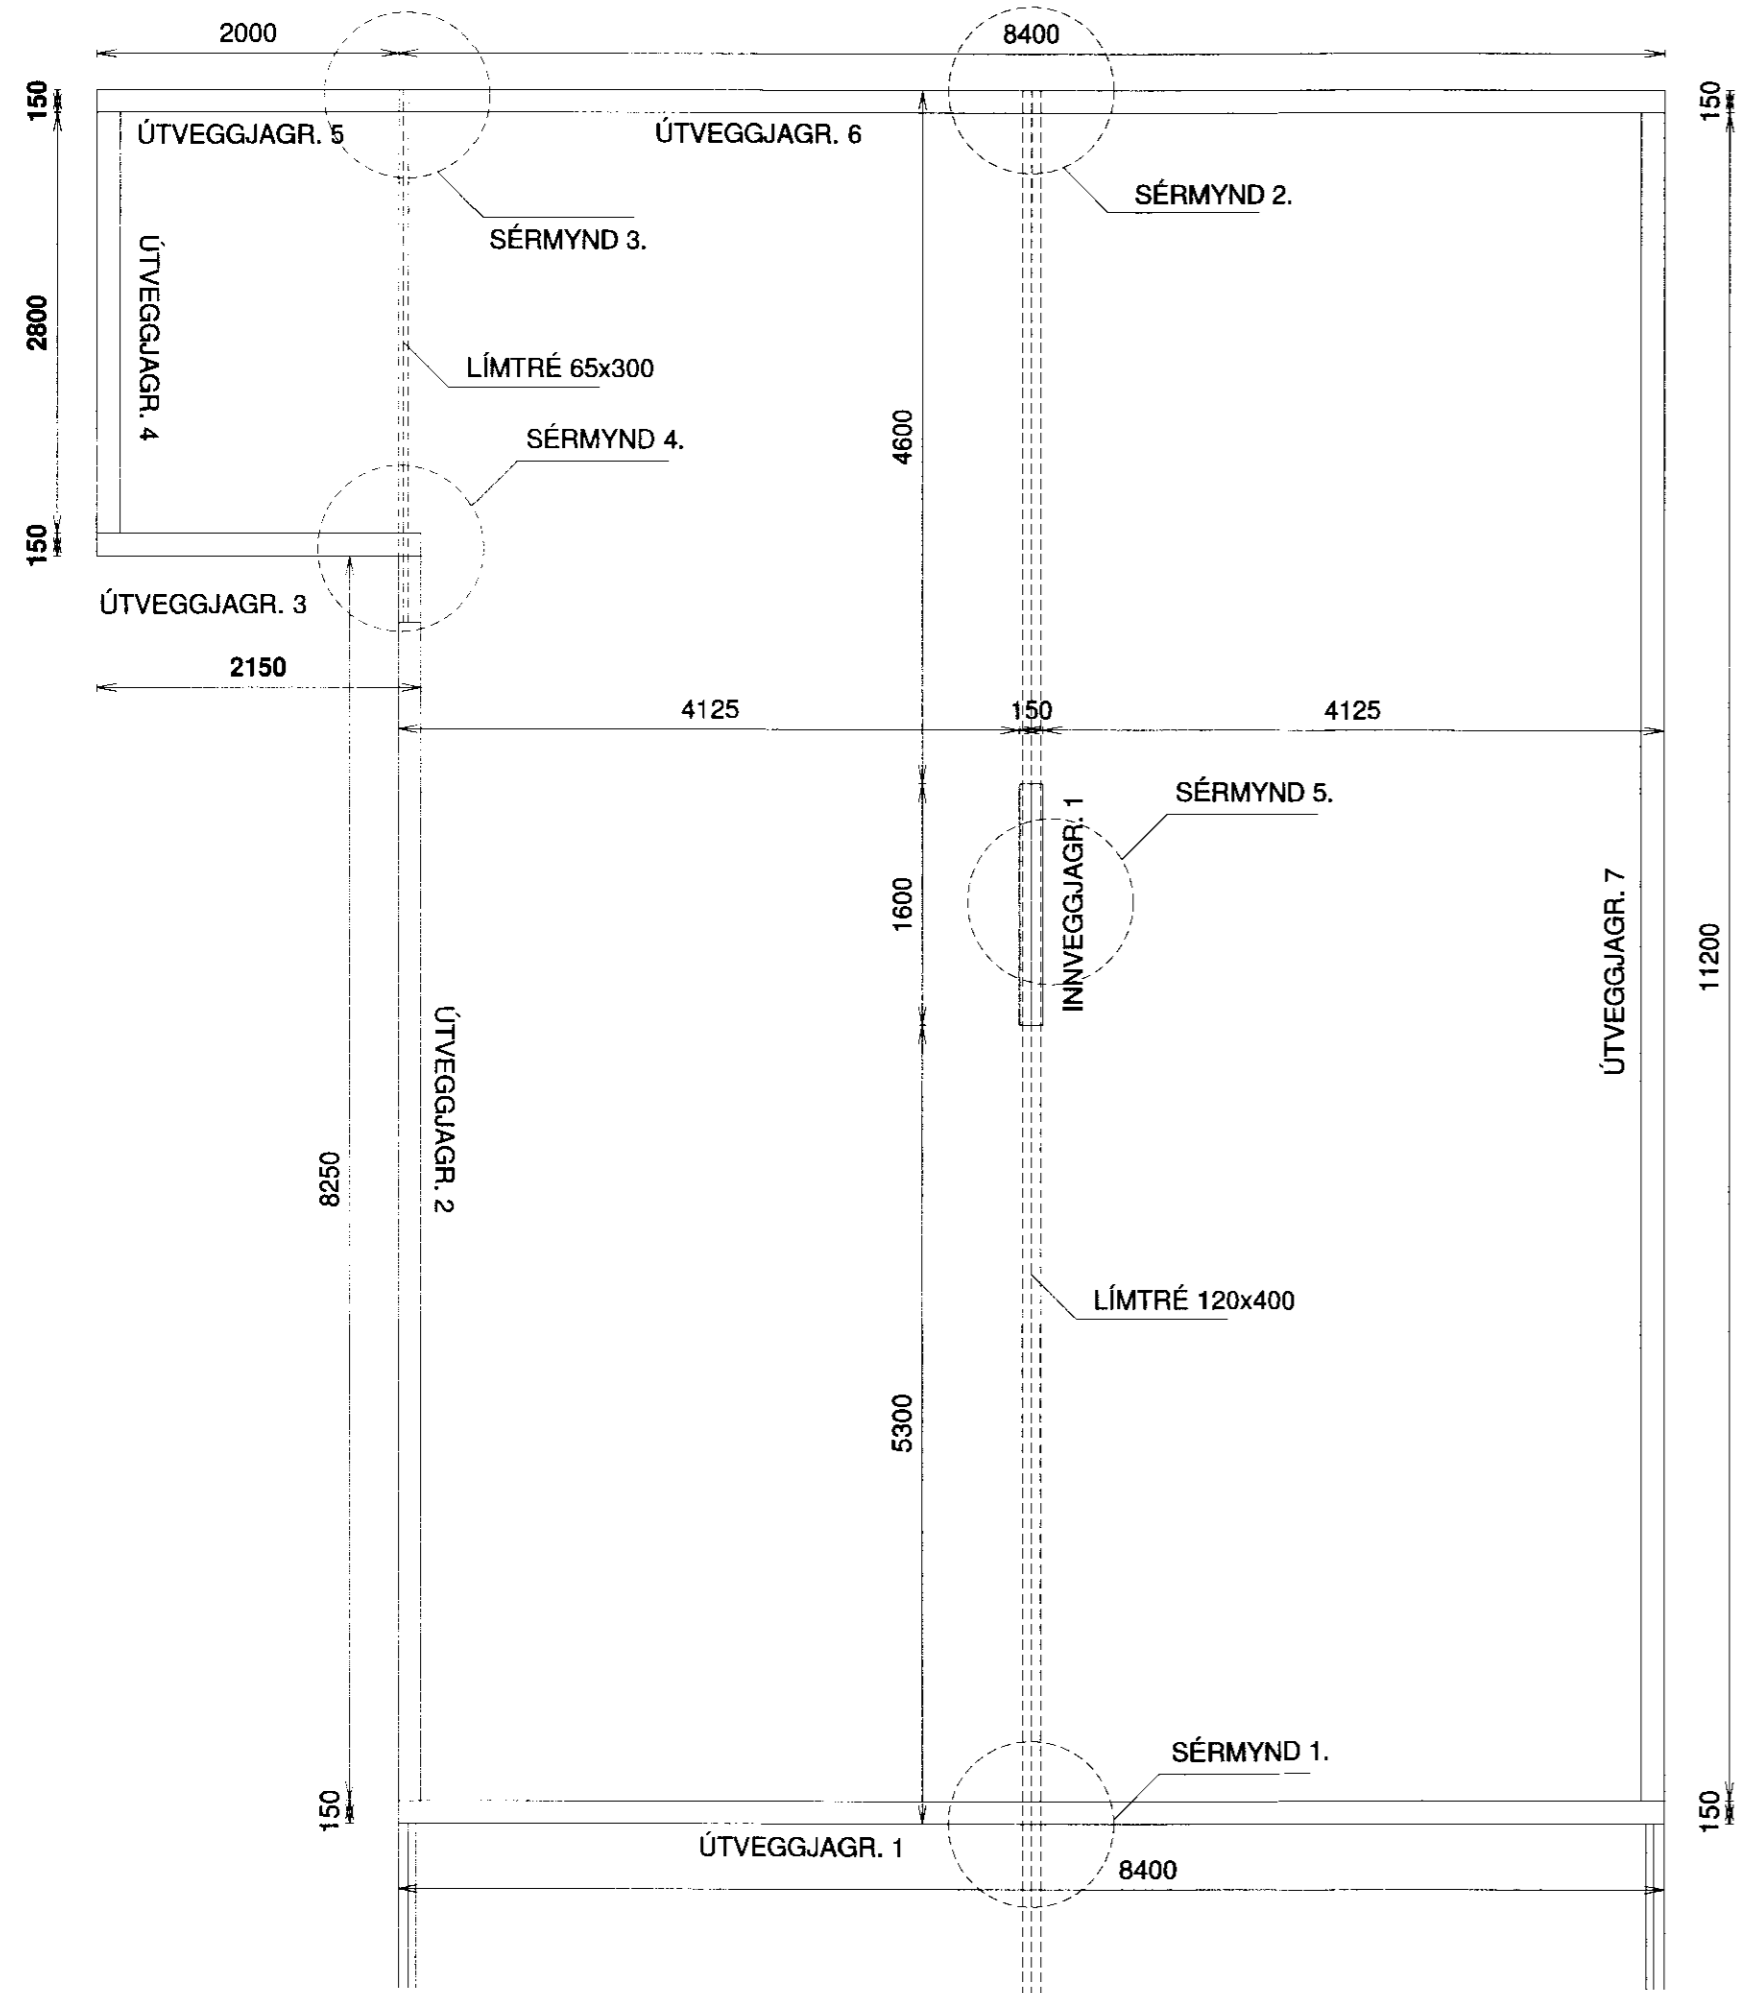 2000
8400
150
150
ÚTVEGGJAGR. 5
ÚTVEGGJAGR. 6
SÉRMYND 2.
SÉRMYND 3.
ÚTVEGGJAGR. 4
2800
LÍMTRÉ 65x300
4600
SÉRMYND 4.
150
ÚTVEGGJAGR. 3
2150
4125
150
4125
SÉRMYND 5.
INNVEGGJAGR. 1
1600
ÚTVEGGJAGR. 7
11200
ÚTVEGGJAGR. 2
8250
LÍMTRÉ 120x400
5300
SÉRMYND 1.
150
150
ÚTVEGGJAGR. 1
8400